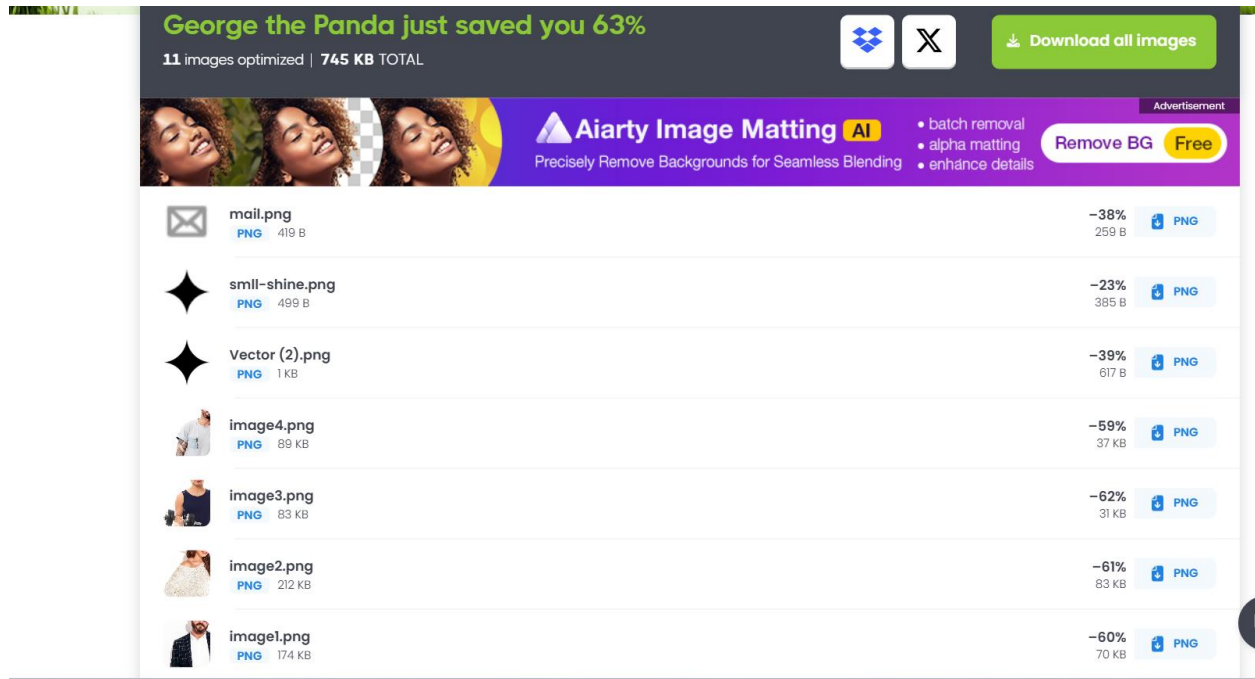 George the Panda just saved you 63%
11 images optimized | 745 KB TOTAL
Download all images
Advertisement
Aiarty Image Matting AI
Precisely Remove Backgrounds for Seamless Blending
• batch removal
• alpha matting
• enhance details
Remove BG Free
mail.png
PNG 419 B
–38%
259 B
PNG
smll-shine.png
PNG 499 B
–23%
385 B
PNG
Vector (2).png
PNG 1 KB
–39%
617 B
PNG
image4.png
PNG 89 KB
–59%
37 KB
PNG
image3.png
PNG 83 KB
–62%
31 KB
PNG
image2.png
PNG 212 KB
–61%
83 KB
PNG
image1.png
PNG 174 KB
–60%
70 KB
PNG